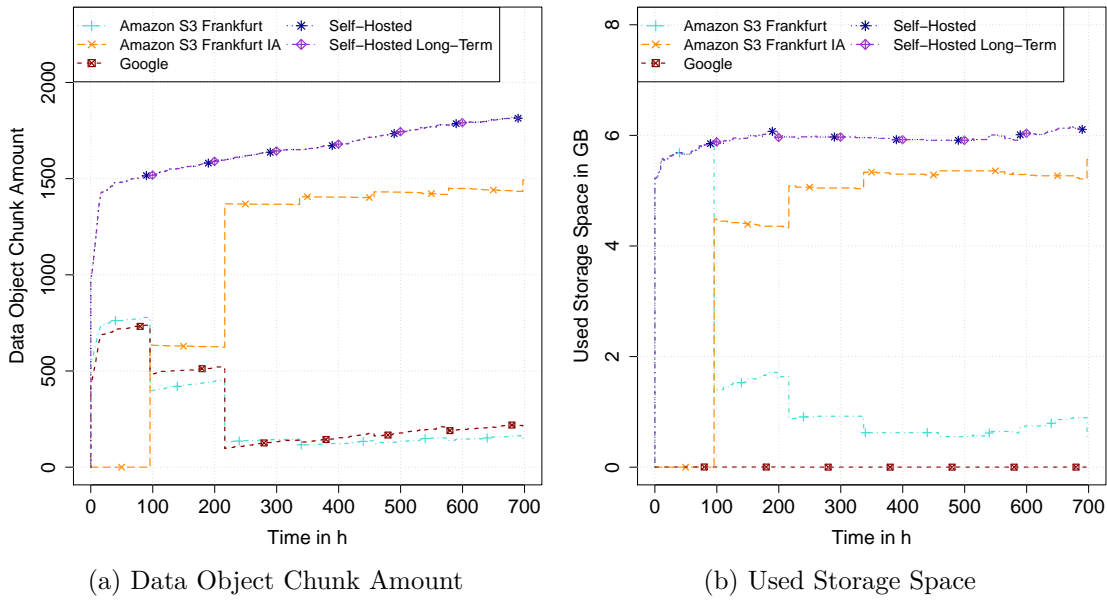 Amazon S3 Frankfurt
Amazon S3 Frankfurt IA
Google
Self-Hosted
Self-Hosted Long-Term
Data Object Chunk Amount
2000
1500
1000
500
0
0 100 200 300 400 500 600 700
Time in h
(a) Data Object Chunk Amount
Amazon S3 Frankfurt
Amazon S3 Frankfurt IA
Google
Self-Hosted
Self-Hosted Long-Term
Used Storage Space in GB
8
6
4
2
0
0 100 200 300 400 500 600 700
Time in h
(b) Used Storage Space